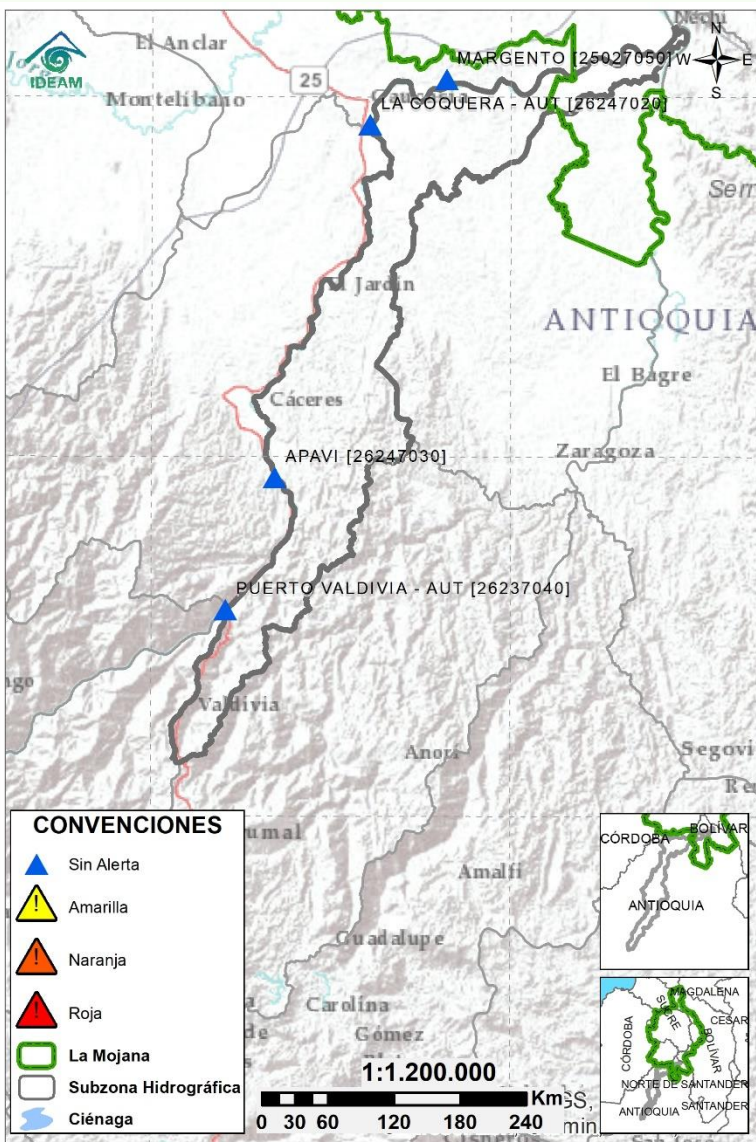 Nechí
El Anclar
N
MARGENTO [25027050]
W
E
IDEAM
25
S
Montelíbano
LA COQUERA - AUT [26247020]
El Jardín
ANTIOQUIA
El Bagre
Cáceres
Zaragoza
APAVI [26247030]
PUERTO VALDIVIA - AUT [26237040]
Valdivia
Anorí
Amalfi
Guadalupe
Carolina
Gómez
CONVENCIONES
Sin Alerta
Amarilla
Naranja
Roja
La Mojana
Subzona Hidrográfica
Ciénaga
1:1.200.000
Km
0 30 60 120 180 240
CÓRDOBA
BOLÍVAR
ANTIOQUIA
MAGDALENA
SUCRE
CESAR
CÓRDOBA
BOLÍVAR
NORTE DE SANTANDER
SANTANDER
ANTIOQUIA